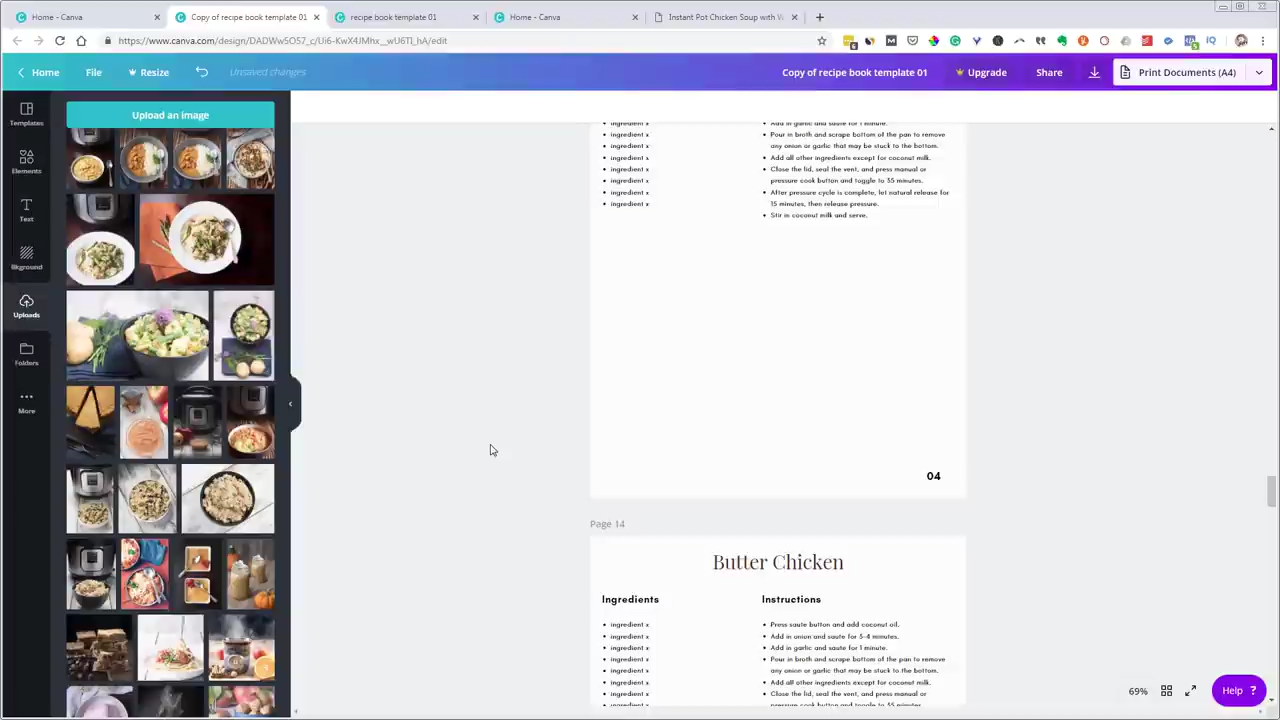 Home - Canva
Copy of recipe book template 01
recipe book template 01
Home - Canva
Instant Pot Chicken Soup with V
https://www.canva.com/design/DADWwSO57_c/Ui6-KwX4JMhx__wU6TI_hA/edit
Home
File
Resize
Unsaved changes
Copy of recipe book template 01
Upgrade
Share
Print Documents (A4)
Templates
Elements
Text
Bkground
Uploads
Folders
More
Upload an image
ingredient x
ingredient x
ingredient x
ingredient x
ingredient x
ingredient x
ingredient x
ingredient x
Add in garlic and saute for 1 minute.
Pour in broth and scrape bottom of the pan to remove
any onion or garlic that may be stuck to the bottom.
Add all other ingredients except for coconut milk.
Close the lid, seal the vent, and press manual or
pressure cook button and toggle to 35 minutes.
After pressure cycle is complete, let natural release for
15 minutes, then release pressure.
Stir in coconut milk and serve.
04
Page 14
Butter Chicken
Ingredients
ingredient x
ingredient x
ingredient x
ingredient x
ingredient x
ingredient x
ingredient x
ingredient x
Instructions
Press saute button and add coconut oil.
Add in onion and saute for 3-4 minutes.
Add in garlic and saute for 1 minute.
Pour in broth and scrape bottom of the pan to remove
any onion or garlic that may be stuck to the bottom.
Add all other ingredients except for coconut milk.
Close the lid, seal the vent, and press manual or
pressure cook button and toggle to 35 minutes.
69%
Help ?